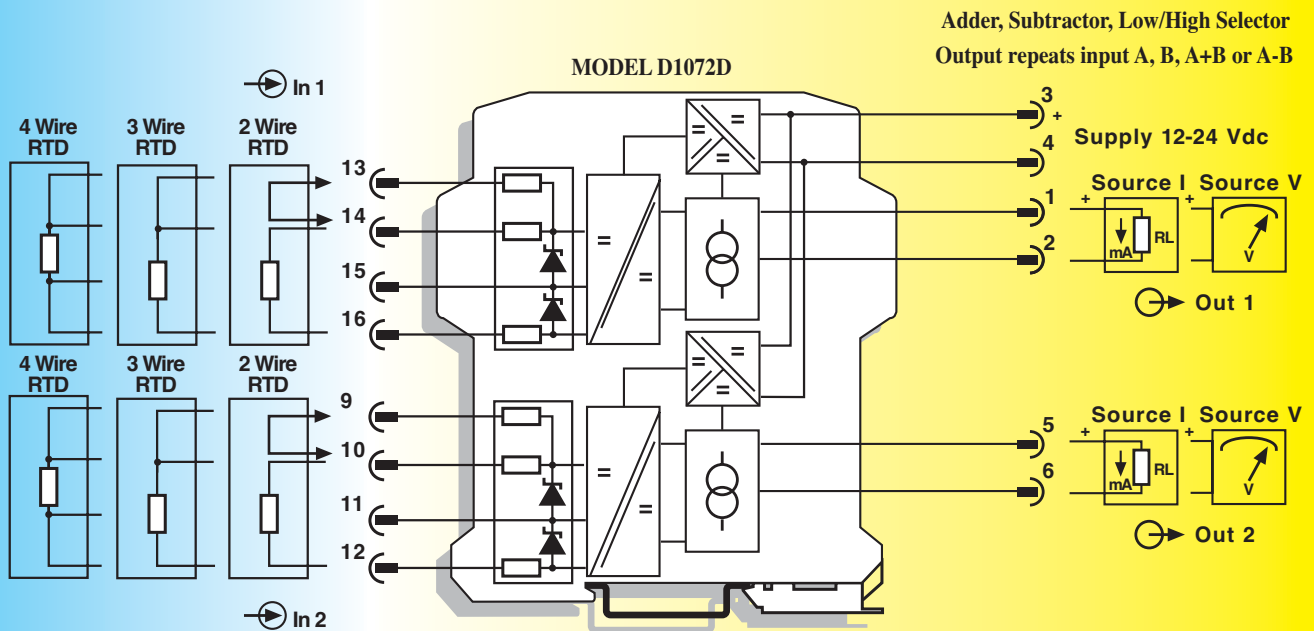 Adder, Subtractor, Low/High Selector
Output repeats input A, B, A+B or A-B
MODEL D1072D
In 1
4 Wire RTD
3 Wire RTD
2 Wire RTD
13
14
15
16
3
+
4
Supply 12-24 Vdc
1
2
Source I
Source V
+
mA
RL
+
V
Out 1
4 Wire RTD
3 Wire RTD
2 Wire RTD
9
10
11
12
5
6
Source I
Source V
+
mA
RL
+
V
Out 2
In 2